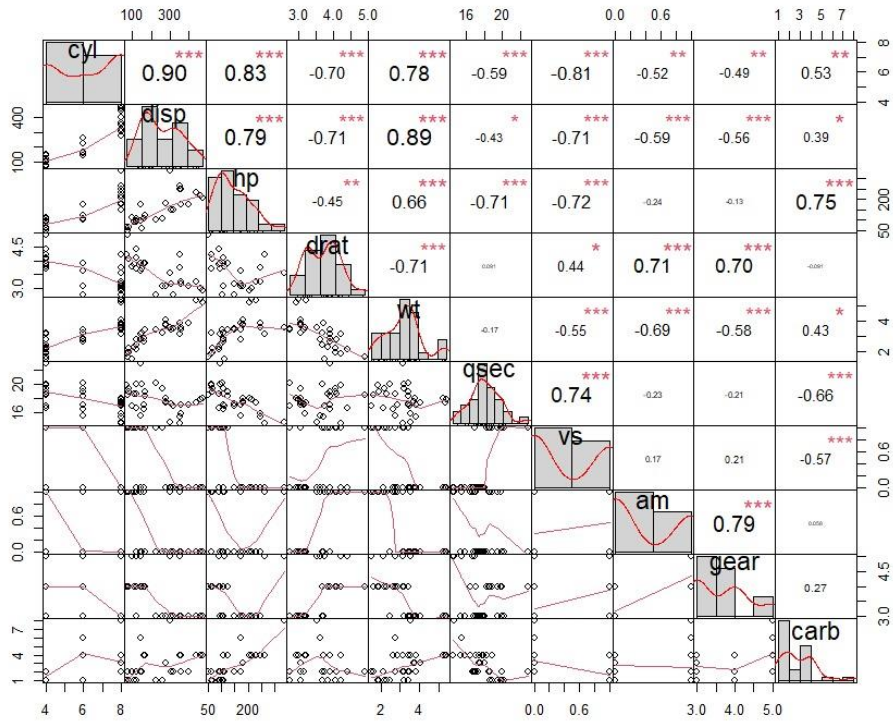 100 300 3.0 4.0 5.0 16 20 0.0 0.6 1 3 5 7
cyl 0.90 *** 0.83 *** -0.70 *** 0.78 *** -0.59 *** -0.81 *** -0.52 ** -0.49 ** 0.53 ** 4 6 8
100 400 disp 0.79 *** -0.71 *** 0.89 *** -0.43 * -0.71 *** -0.59 *** -0.56 *** 0.39 *
hp -0.45 ** 0.66 *** -0.71 *** -0.72 *** -0.24 -0.13 0.75 *** 50 200
3.0 4.5 drat -0.71 *** 0.091 0.44 * 0.71 *** 0.70 *** -0.091
wt -0.17 -0.55 *** -0.69 *** -0.58 *** 0.43 * 2 4
16 20 qsec 0.74 *** -0.23 -0.21 -0.66 ***
vs 0.17 0.21 -0.57 *** 0.0 0.6
0.0 0.6 am 0.79 *** 0.058
gear 0.27 3.0 4.5
1 4 7 carb
4 6 8 50 200 2 4 0.0 0.6 3.0 4.0 5.0